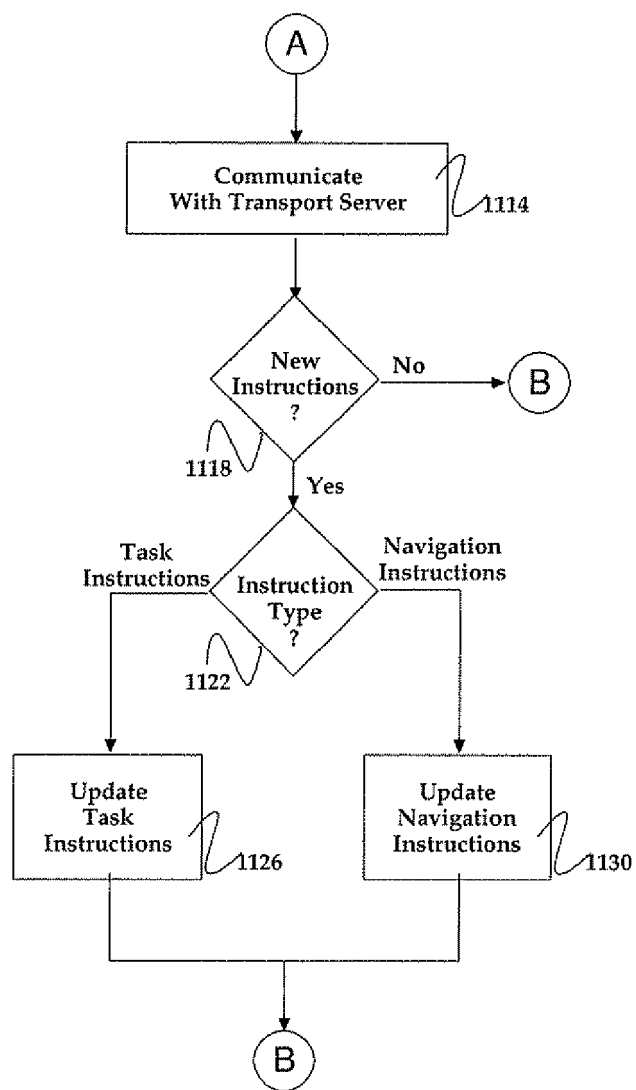 A
Communicate
With Transport Server
1114
New
Instructions
?
No
B
1118
Yes
Task
Instructions
Navigation
Instructions
Instruction
Type
?
1122
Update
Task
Instructions
1126
Update
Navigation
Instructions
1130
B